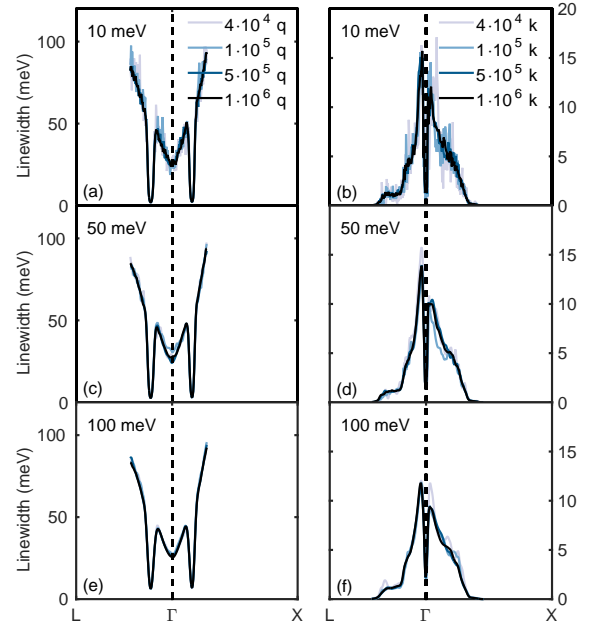 10 meV
4·10⁴ q
1·10⁵ q
5·10⁵ q
1·10⁶ q
100
50
0
Linewidth (meV)
(a)
10 meV
4·10⁴ k
1·10⁵ k
5·10⁵ k
1·10⁶ k
20
15
10
5
0
(b)
50 meV
100
50
0
Linewidth (meV)
(c)
50 meV
15
10
5
0
(d)
100 meV
100
50
0
Linewidth (meV)
(e)
L
Γ
X
100 meV
15
10
5
0
(f)
L
Γ
X